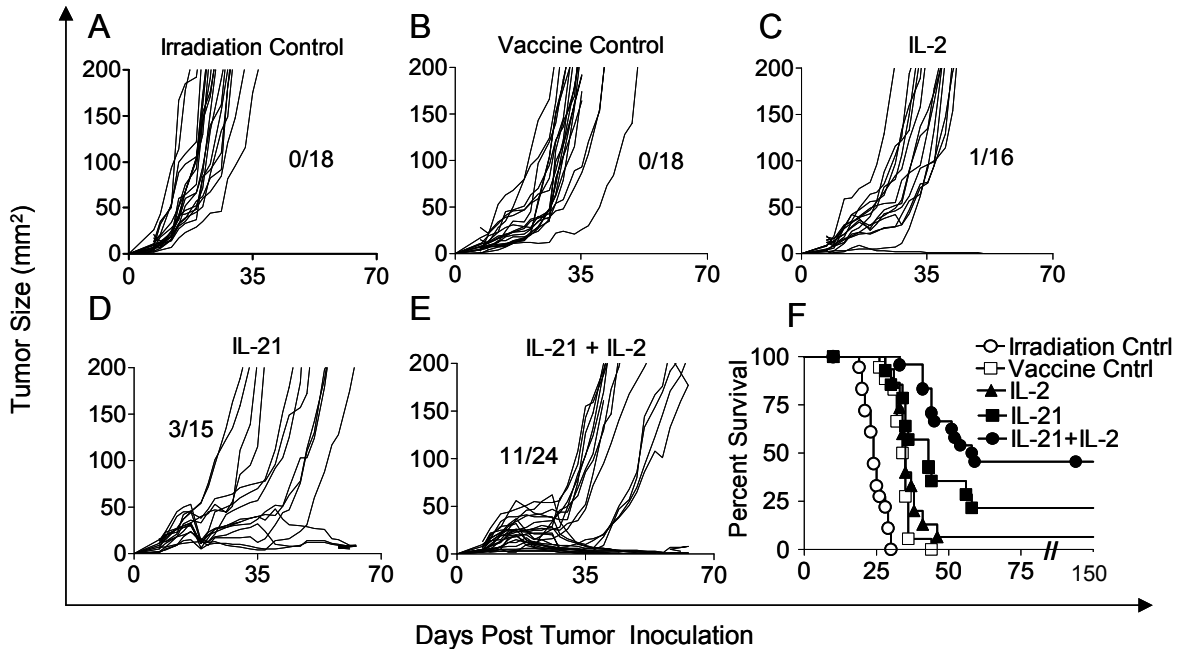 A
Irradiation Control
200
150
100
50
0
0/18
0 35 70
B
Vaccine Control
200
150
100
50
0
0/18
0 35 70
C
IL-2
200
150
100
50
0
1/16
0 35 70
D
IL-21
200
150
100
50
0
3/15
0 35 70
E
IL-21 + IL-2
200
150
100
50
0
11/24
0 35 70
F
Irradiation Cntrl
Vaccine Cntrl
IL-2
IL-21
IL-21+IL-2
Percent Survival
100
75
50
25
0
0 25 50 75 // 150
Tumor Size (mm²)
Days Post Tumor Inoculation